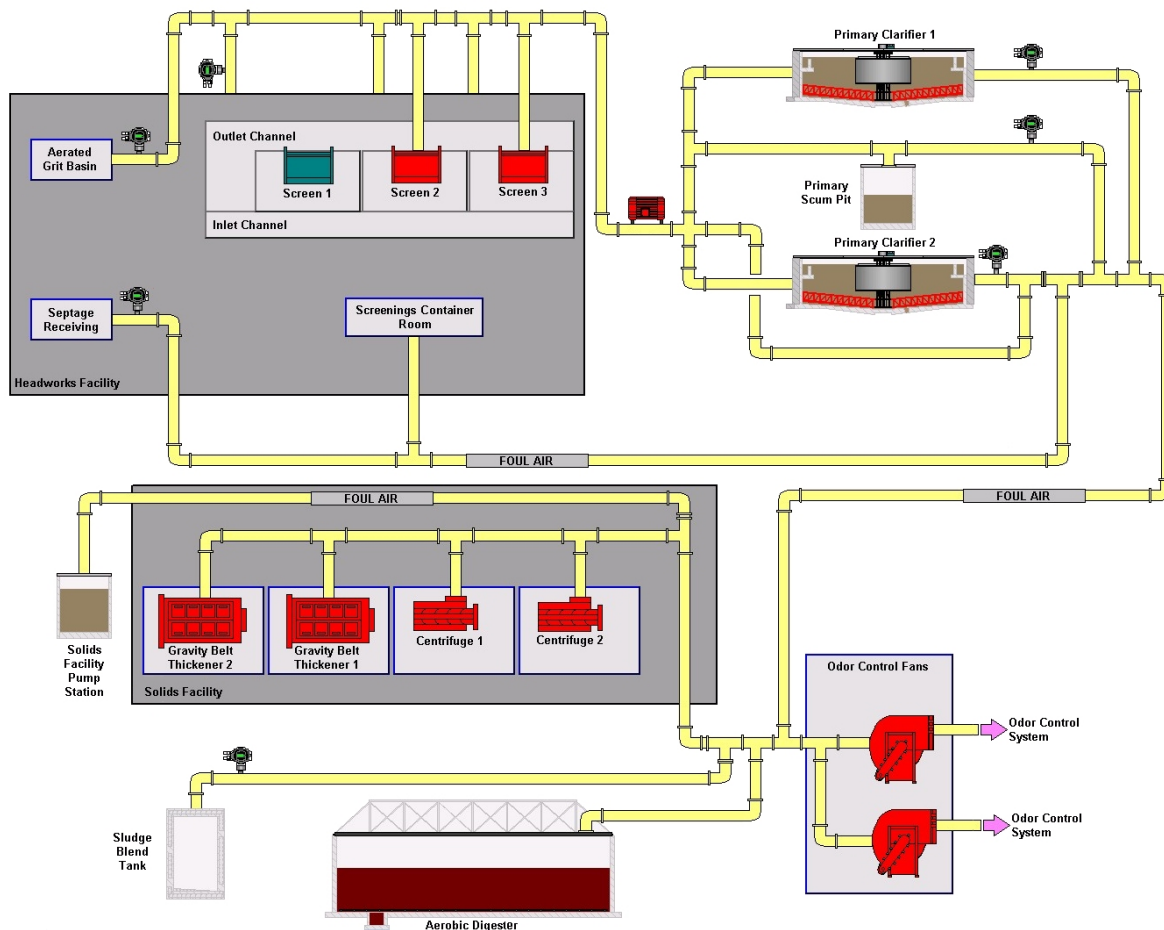 Primary Clarifier 1
Outlet Channel
Aerated
Grit Basin
Screen 1
Screen 2
Screen 3
Inlet Channel
Primary
Scum Pit
Primary Clarifier 2
Septage
Receiving
Screenings Container
Room
Headworks Facility
FOUL AIR
FOUL AIR
FOUL AIR
Solids
Facility
Pump
Station
Gravity Belt
Thickener 2
Gravity Belt
Thickener 1
Centrifuge 1
Centrifuge 2
Solids Facility
Odor Control Fans
Odor Control
System
Odor Control
System
Sludge
Blend
Tank
Aerobic Digester